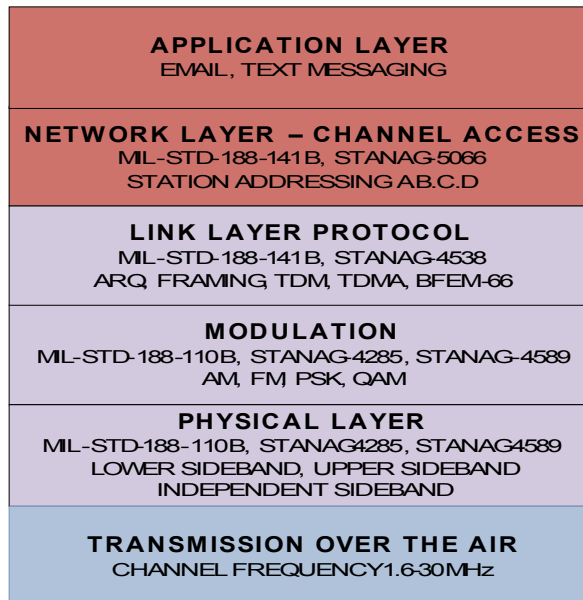 APPLICATION LAYER
EMAIL, TEXT MESSAGING
NETWORK LAYER – CHANNEL ACCESS
MIL-STD-188-141B, STANAG-5066
STATION ADDRESSING A.B.C.D
LINK LAYER PROTOCOL
MIL-STD-188-141B, STANAG-4538
ARQ, FRAMING, TDM, TDMA, BFEM-66
MODULATION
MIL-STD-188-110B, STANAG-4285, STANAG-4589
AM, FM, PSK, QAM
PHYSICAL LAYER
MIL-STD-188-110B, STANAG4285, STANAG4589
LOWER SIDEBAND, UPPER SIDEBAND
INDEPENDENT SIDEBAND
TRANSMISSION OVER THE AIR
CHANNEL FREQUENCY1.6-30MHz